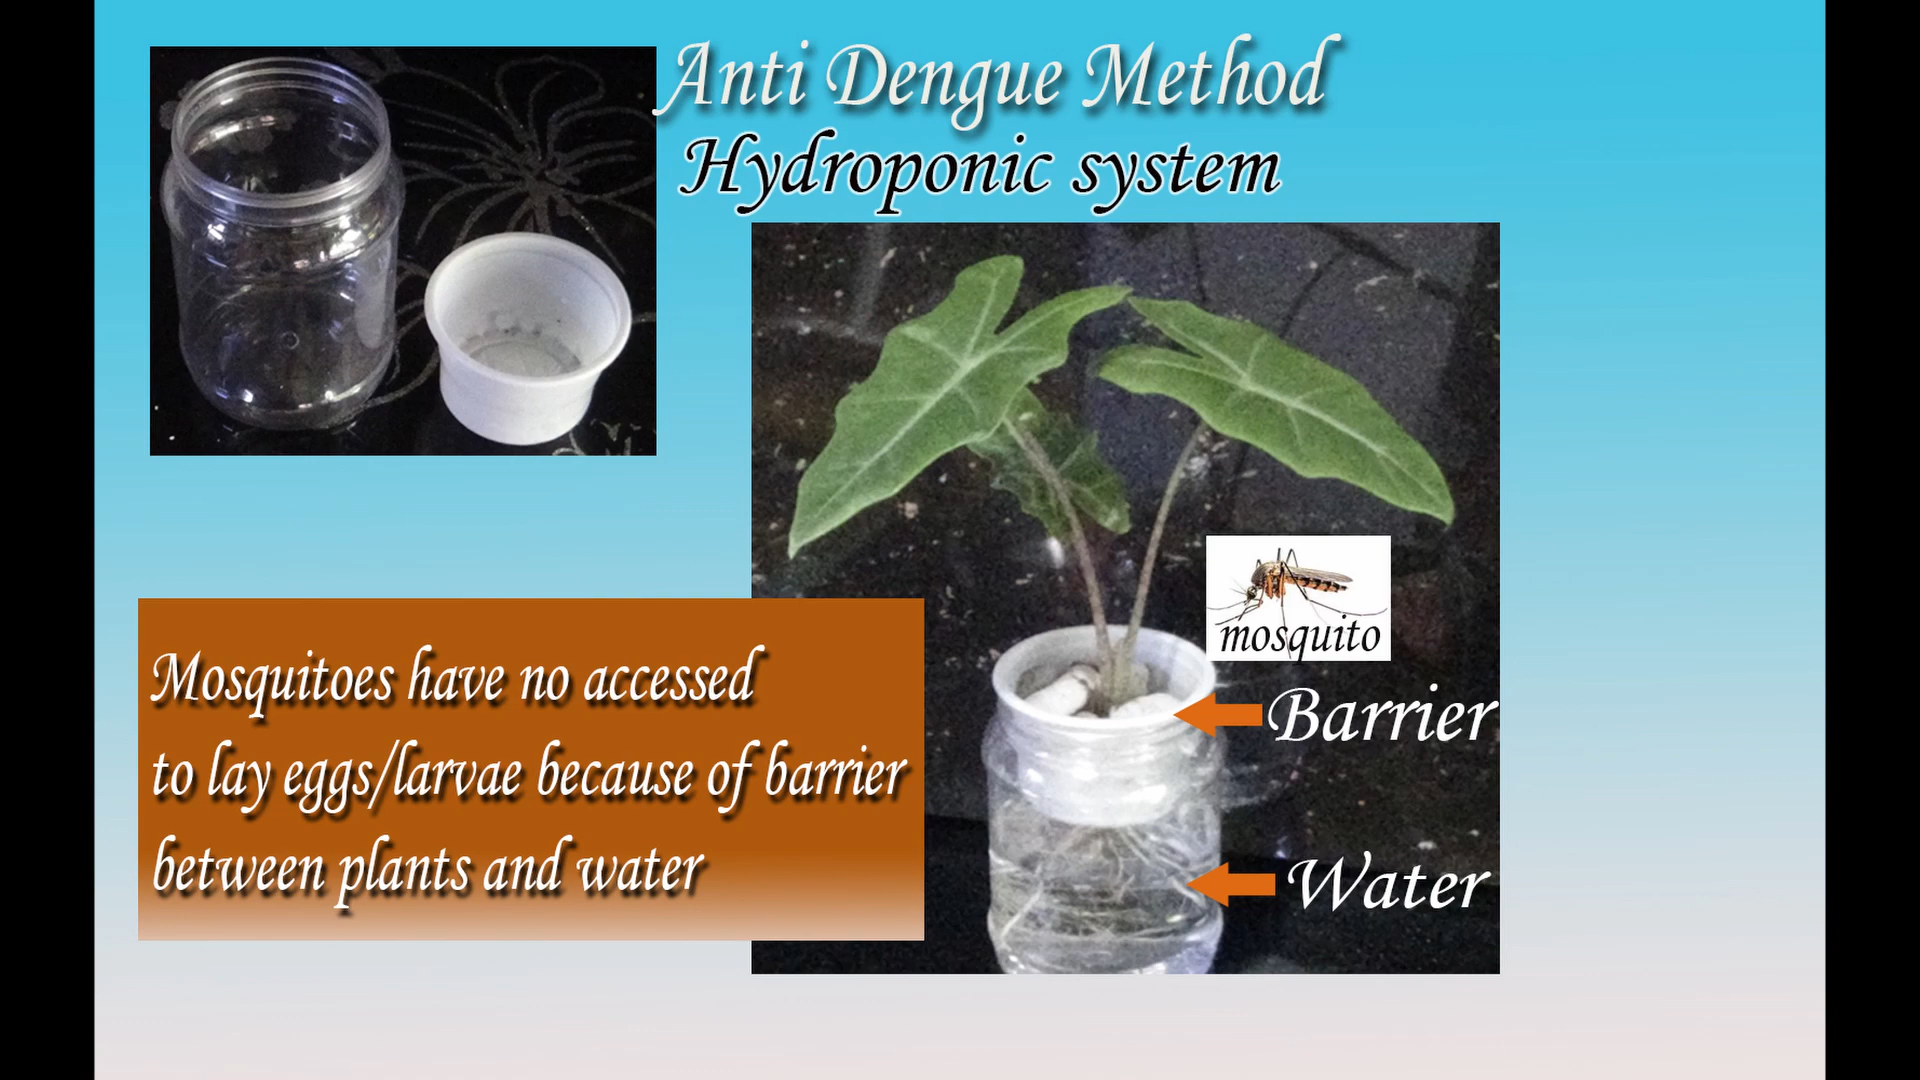 Anti Dengue Method
Hydroponic system
mosquito
Barrier
Water
Mosquitoes have no accessed
to lay eggs/larvae because of barrier
between plants and water